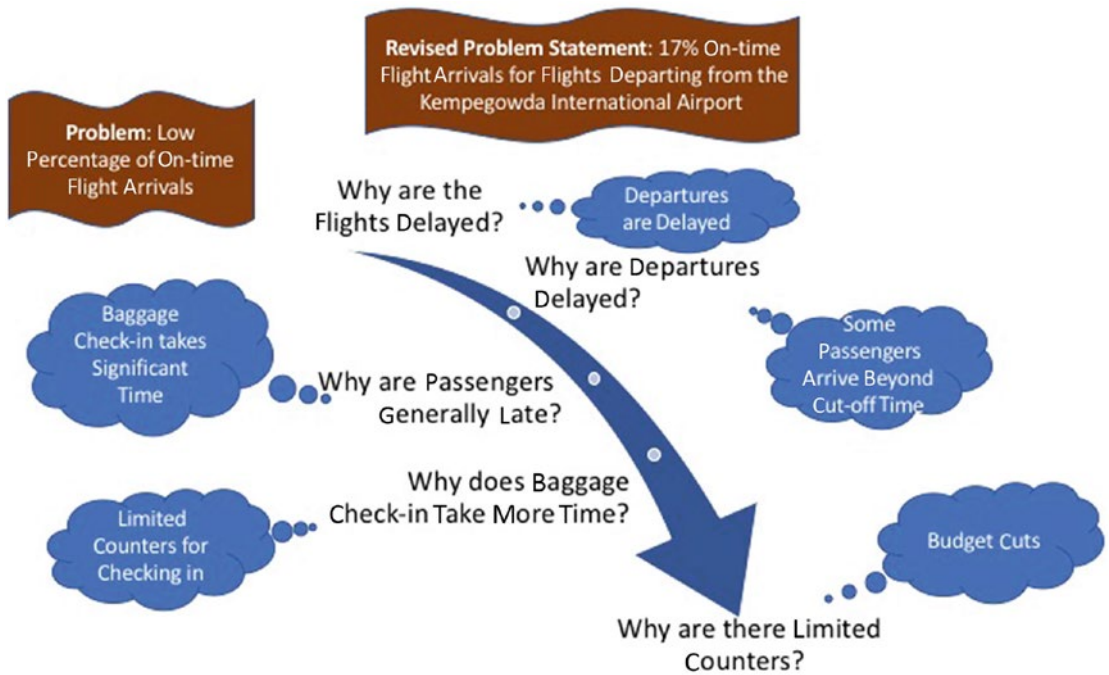 Revised Problem Statement: 17% On-time
Flight Arrivals for Flights Departing from the
Kempegowda International Airport
Problem: Low
Percentage of On-time
Flight Arrivals
Why are the
Flights Delayed?
Departures
are Delayed
Why are Departures
Delayed?
Some
Passengers
Arrive Beyond
Cut-off Time
Why are Passengers
Generally Late?
Baggage
Check-in takes
Significant
Time
Why does Baggage
Check-in Take More Time?
Limited
Counters for
Checking in
Why are there Limited
Counters?
Budget Cuts